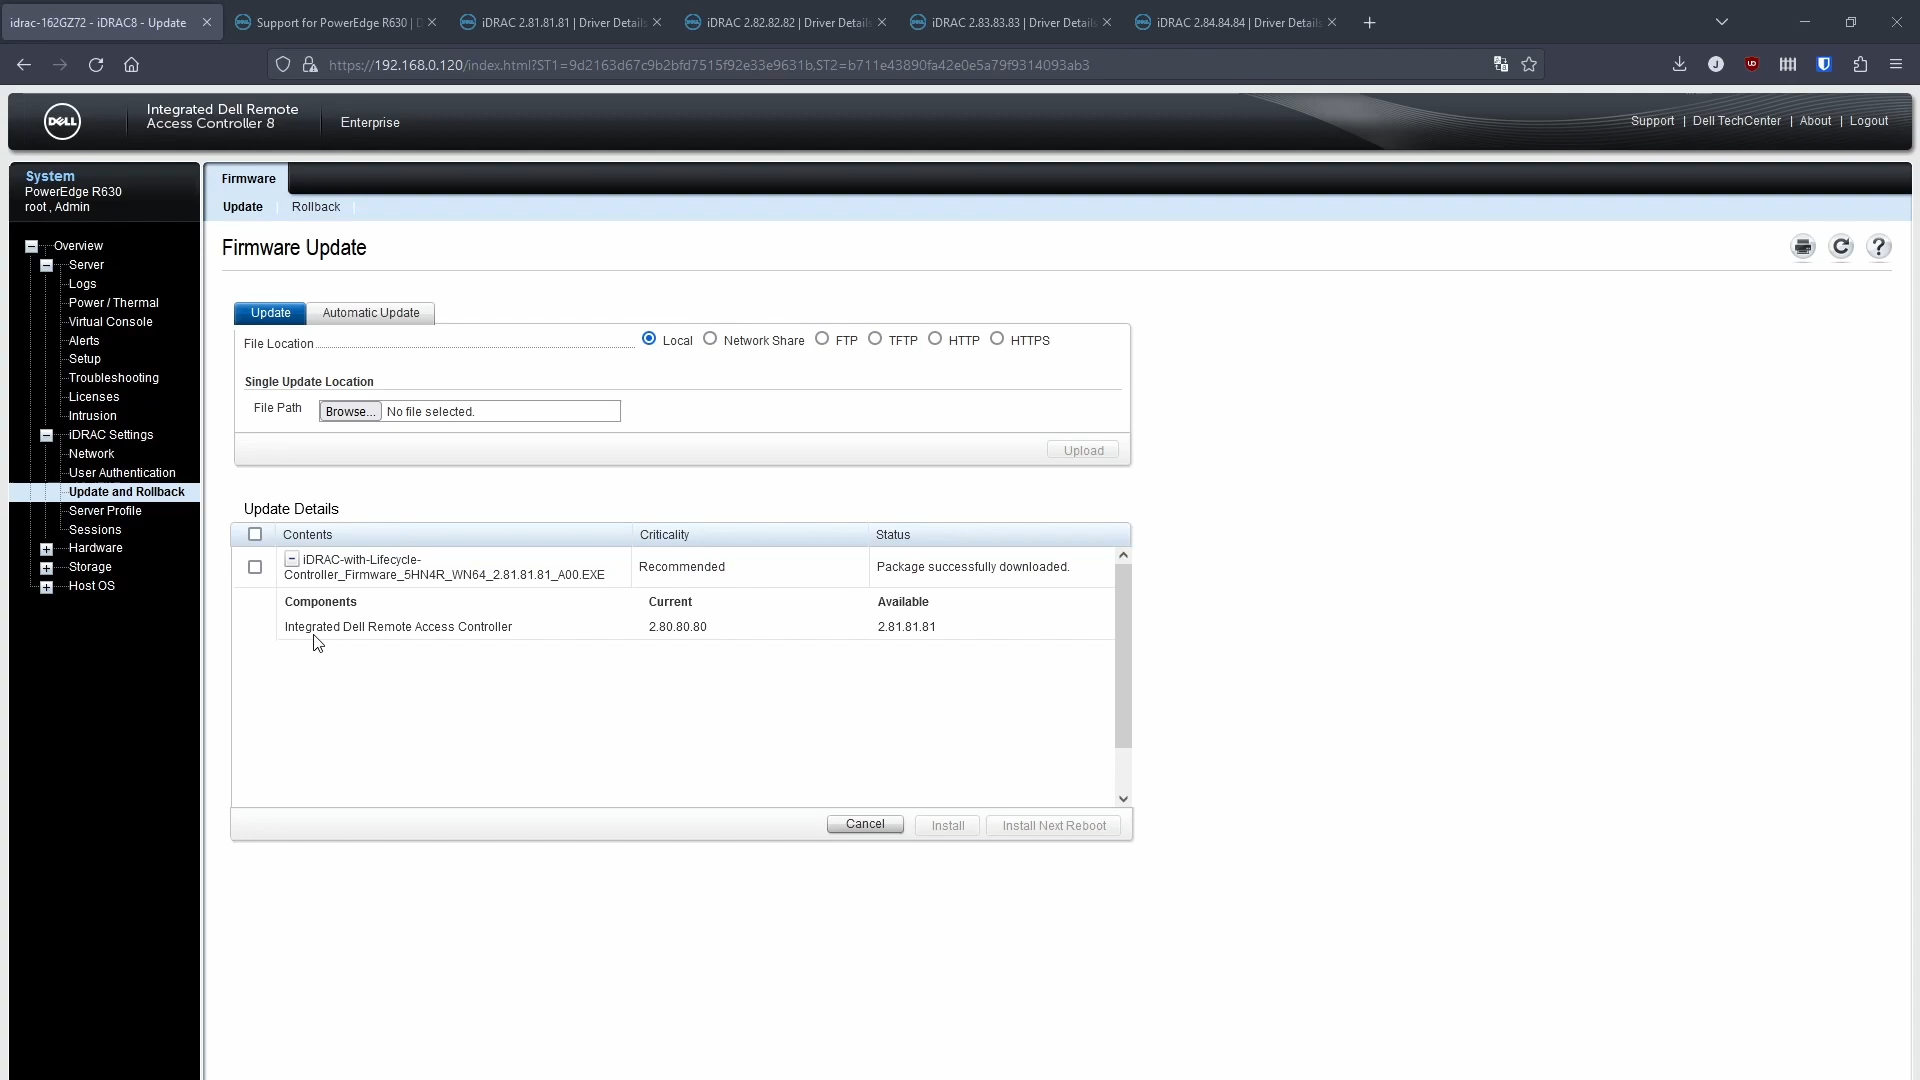 idrac-162GZ72 - iDRAC8 - Update
Support for PowerEdge R630 | D
iDRAC 2.81.81.81 | Driver Details
iDRAC 2.82.82.82 | Driver Details
iDRAC 2.83.83.83 | Driver Details
iDRAC 2.84.84.84 | Driver Details
https://192.168.0.120/index.html?ST1=9d2163d67c9b2bfd7515f92e33e9631b,ST2=b711e43890fa42e0e5a79f9314093ab3
DELL
Integrated Dell Remote
Access Controller 8
Enterprise
Support | Dell TechCenter | About | Logout
System
PowerEdge R630
root , Admin
Overview
Server
Logs
Power / Thermal
Virtual Console
Alerts
Setup
Troubleshooting
Licenses
Intrusion
iDRAC Settings
Network
User Authentication
Update and Rollback
Server Profile
Sessions
Hardware
Storage
Host OS
Firmware
Update
Rollback
Firmware Update
Update
Automatic Update
File Location
Local
Network Share
FTP
TFTP
HTTP
HTTPS
Single Update Location
File Path
Browse... No file selected.
Upload
Update Details
Contents Criticality Status
iDRAC-with-Lifecycle-
Controller_Firmware_5HN4R_WN64_2.81.81.81_A00.EXE
Recommended
Package successfully downloaded.
Components Current Available
Integrated Dell Remote Access Controller 2.80.80.80 2.81.81.81
Cancel
Install
Install Next Reboot